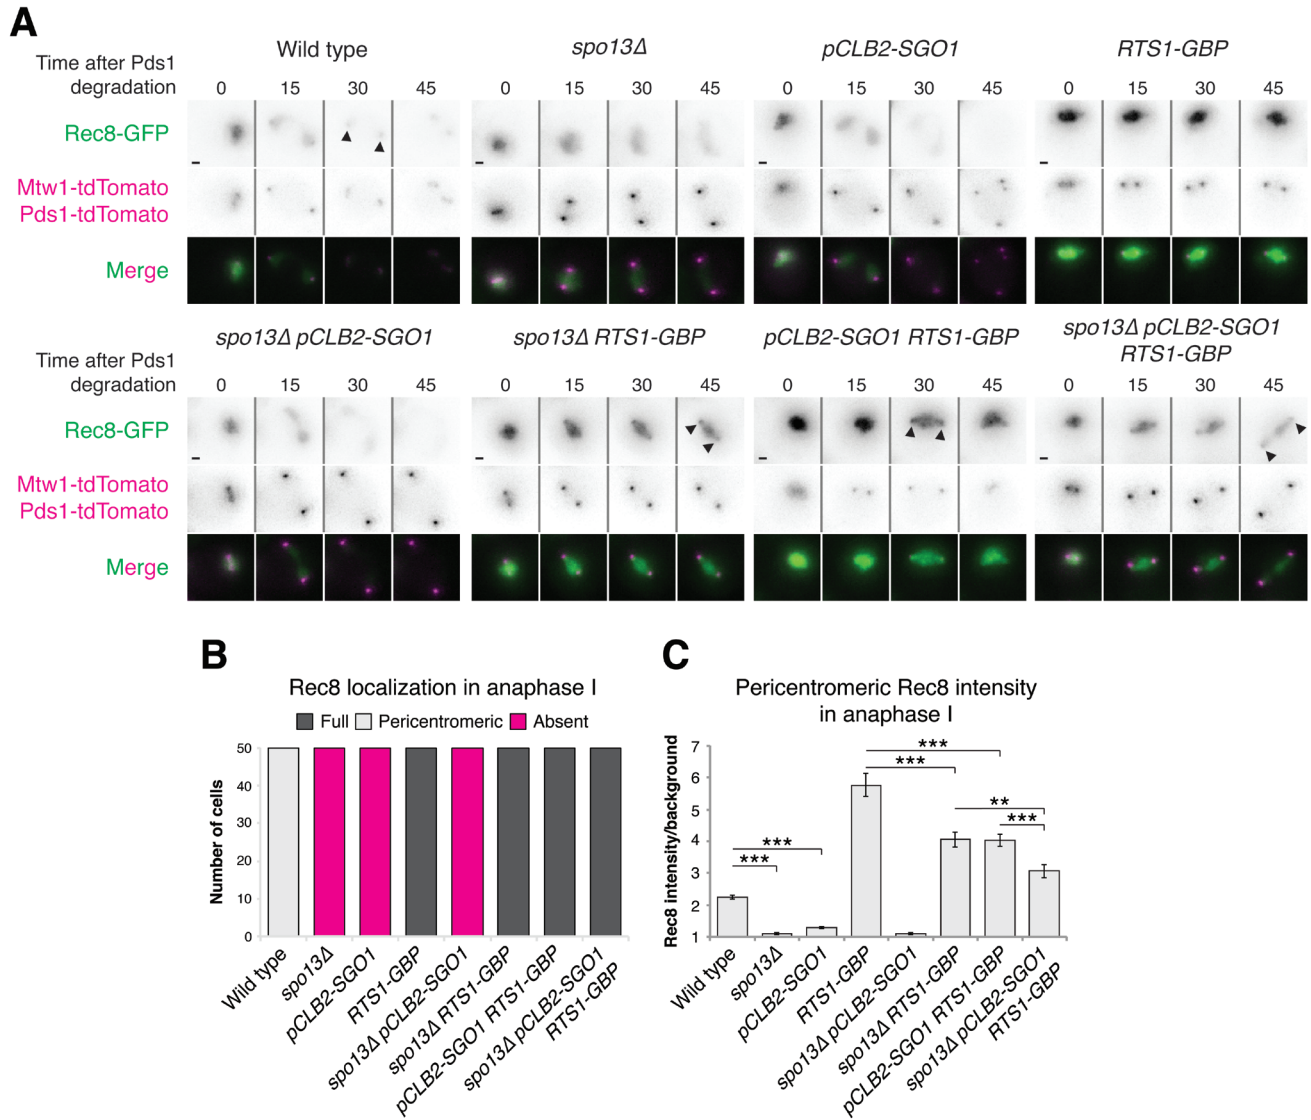 A
Wild type
spo13Δ
pCLB2-SGO1
RTS1-GBP
Time after Pds1
degradation
0 15 30 45
0 15 30 45
0 15 30 45
0 15 30 45
Rec8-GFP
Mtw1-tdTomato
Pds1-tdTomato
Merge
spo13Δ pCLB2-SGO1
spo13Δ RTS1-GBP
pCLB2-SGO1 RTS1-GBP
spo13Δ pCLB2-SGO1
RTS1-GBP
Time after Pds1
degradation
0 15 30 45
0 15 30 45
0 15 30 45
0 15 30 45
Rec8-GFP
Mtw1-tdTomato
Pds1-tdTomato
Merge
B
Rec8 localization in anaphase I
Full Pericentromeric Absent
Number of cells
50
40
30
20
10
0
Wild type
spo13Δ
pCLB2-SGO1
RTS1-GBP
spo13Δ pCLB2-SGO1
spo13Δ RTS1-GBP
pCLB2-SGO1 RTS1-GBP
spo13Δ pCLB2-SGO1
RTS1-GBP
C
Pericentromeric Rec8 intensity
in anaphase I
Rec8 intensity/background
7
6
5
4
3
2
1
***
***
***
***
**
***
Wild type
spo13Δ
pCLB2-SGO1
RTS1-GBP
spo13Δ pCLB2-SGO1
spo13Δ RTS1-GBP
pCLB2-SGO1 RTS1-GBP
spo13Δ pCLB2-SGO1
RTS1-GBP